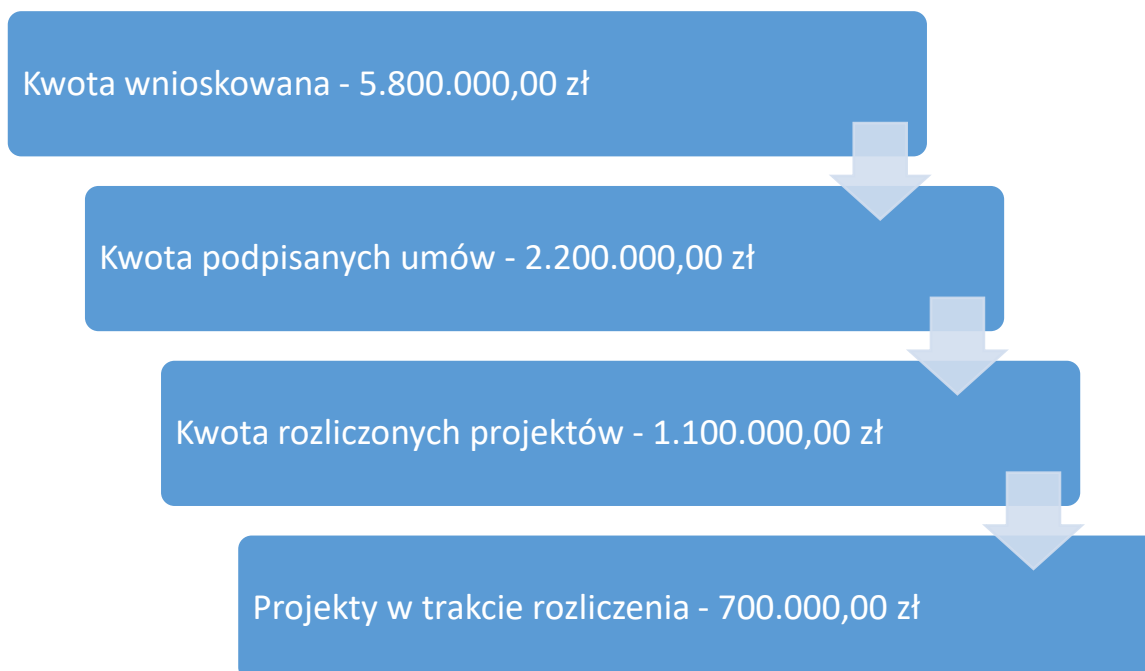 Kwota wnioskowana - 5.800.000,00 zł
Kwota podpisanych umów - 2.200.000,00 zł
Kwota rozliczonych projektów - 1.100.000,00 zł
Projekty w trakcie rozliczenia - 700.000,00 zł